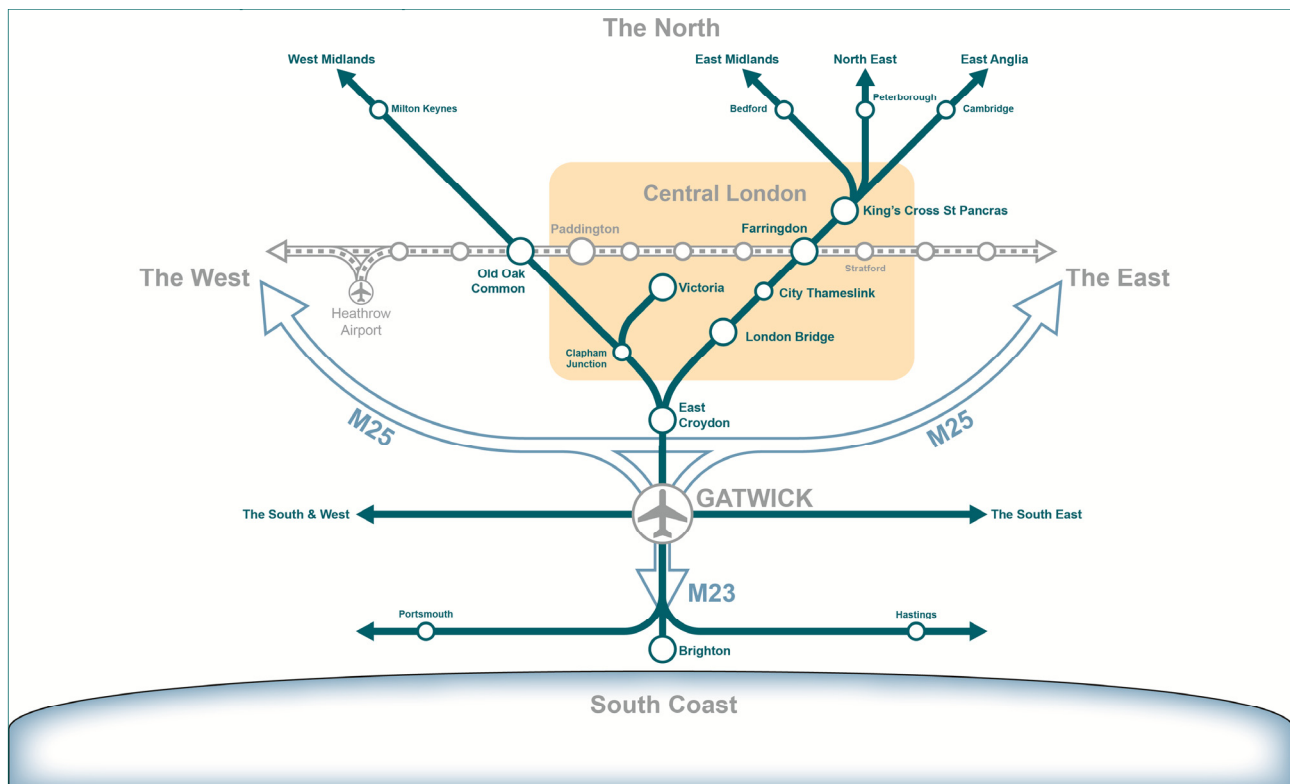 The North
West Midlands
East Midlands
North East
East Anglia
Milton Keynes
Bedford
Peterborough
Cambridge
Central London
King's Cross St Pancras
Paddington
Farringdon
The West
Old Oak
Common
Stratford
The East
Heathrow
Airport
Victoria
City Thameslink
London Bridge
Clapham
Junction
East
Croydon
M25
M25
GATWICK
The South & West
The South East
M23
Portsmouth
Hastings
Brighton
South Coast